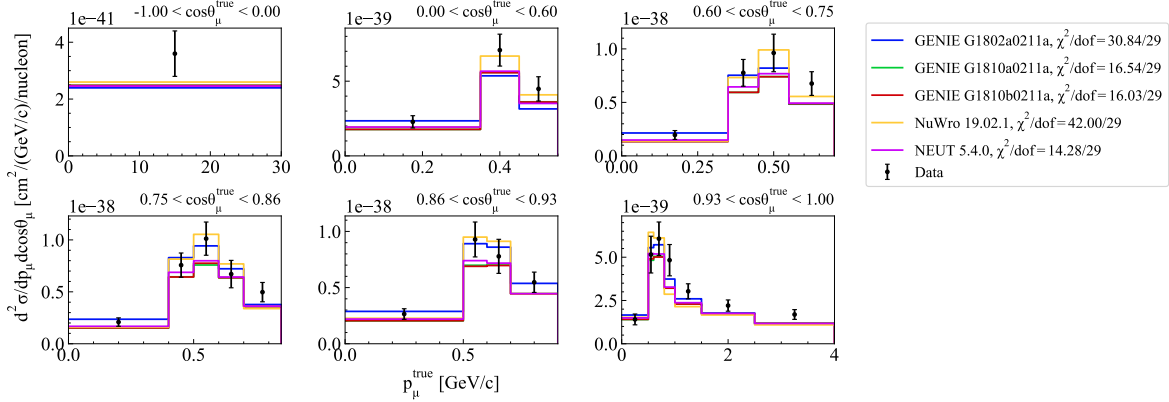 1e−41
-1.00 < cosθ_μ^true < 0.00
4
2
0
0
10
20
30
1e−39
0.00 < cosθ_μ^true < 0.60
7.5
5.0
2.5
0.0
0.0
0.2
0.4
1e−38
0.60 < cosθ_μ^true < 0.75
1.0
0.5
0.0
0.00
0.25
0.50
GENIE G1802a0211a, χ²/dof = 30.84/29
GENIE G1810a0211a, χ²/dof = 16.54/29
GENIE G1810b0211a, χ²/dof = 16.03/29
NuWro 19.02.1, χ²/dof = 42.00/29
NEUT 5.4.0, χ²/dof = 14.28/29
Data
d²σ/dp_μdcosθ_μ [cm²/(GeV/c)/nucleon]
1e−38
0.75 < cosθ_μ^true < 0.86
1.0
0.5
0.0
0.0
0.5
1e−38
0.86 < cosθ_μ^true < 0.93
1.0
0.5
0.0
0.0
0.5
1e−39
0.93 < cosθ_μ^true < 1.00
5.0
2.5
0.0
0
2
4
p_μ^true [GeV/c]